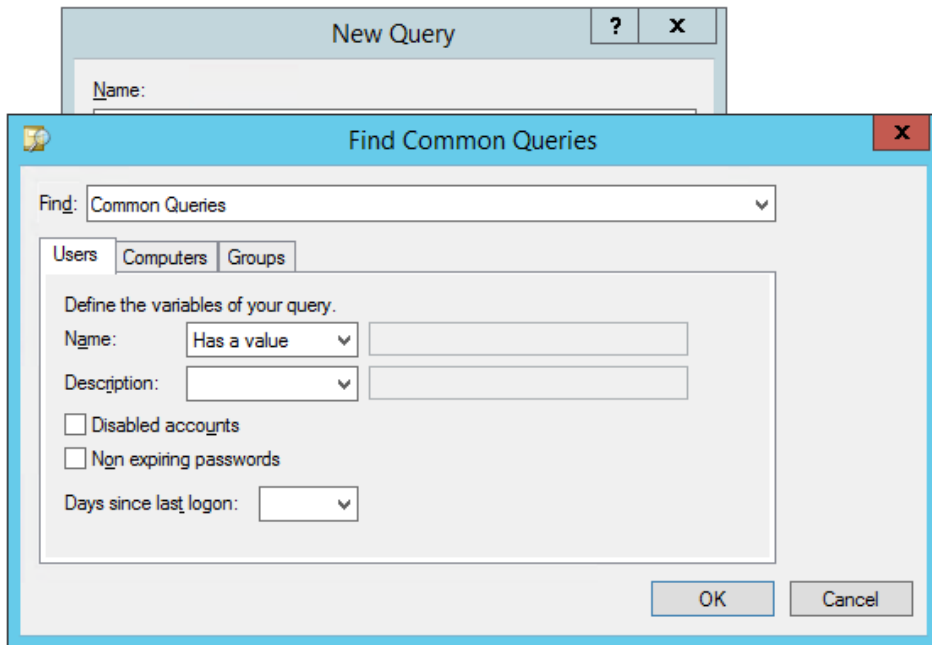 New Query
? x
Name:
Find Common Queries
x
Find: Common Queries
Users Computers Groups
Define the variables of your query.
Name: Has a value
Description:
Disabled accounts
Non expiring passwords
Days since last logon:
OK Cancel